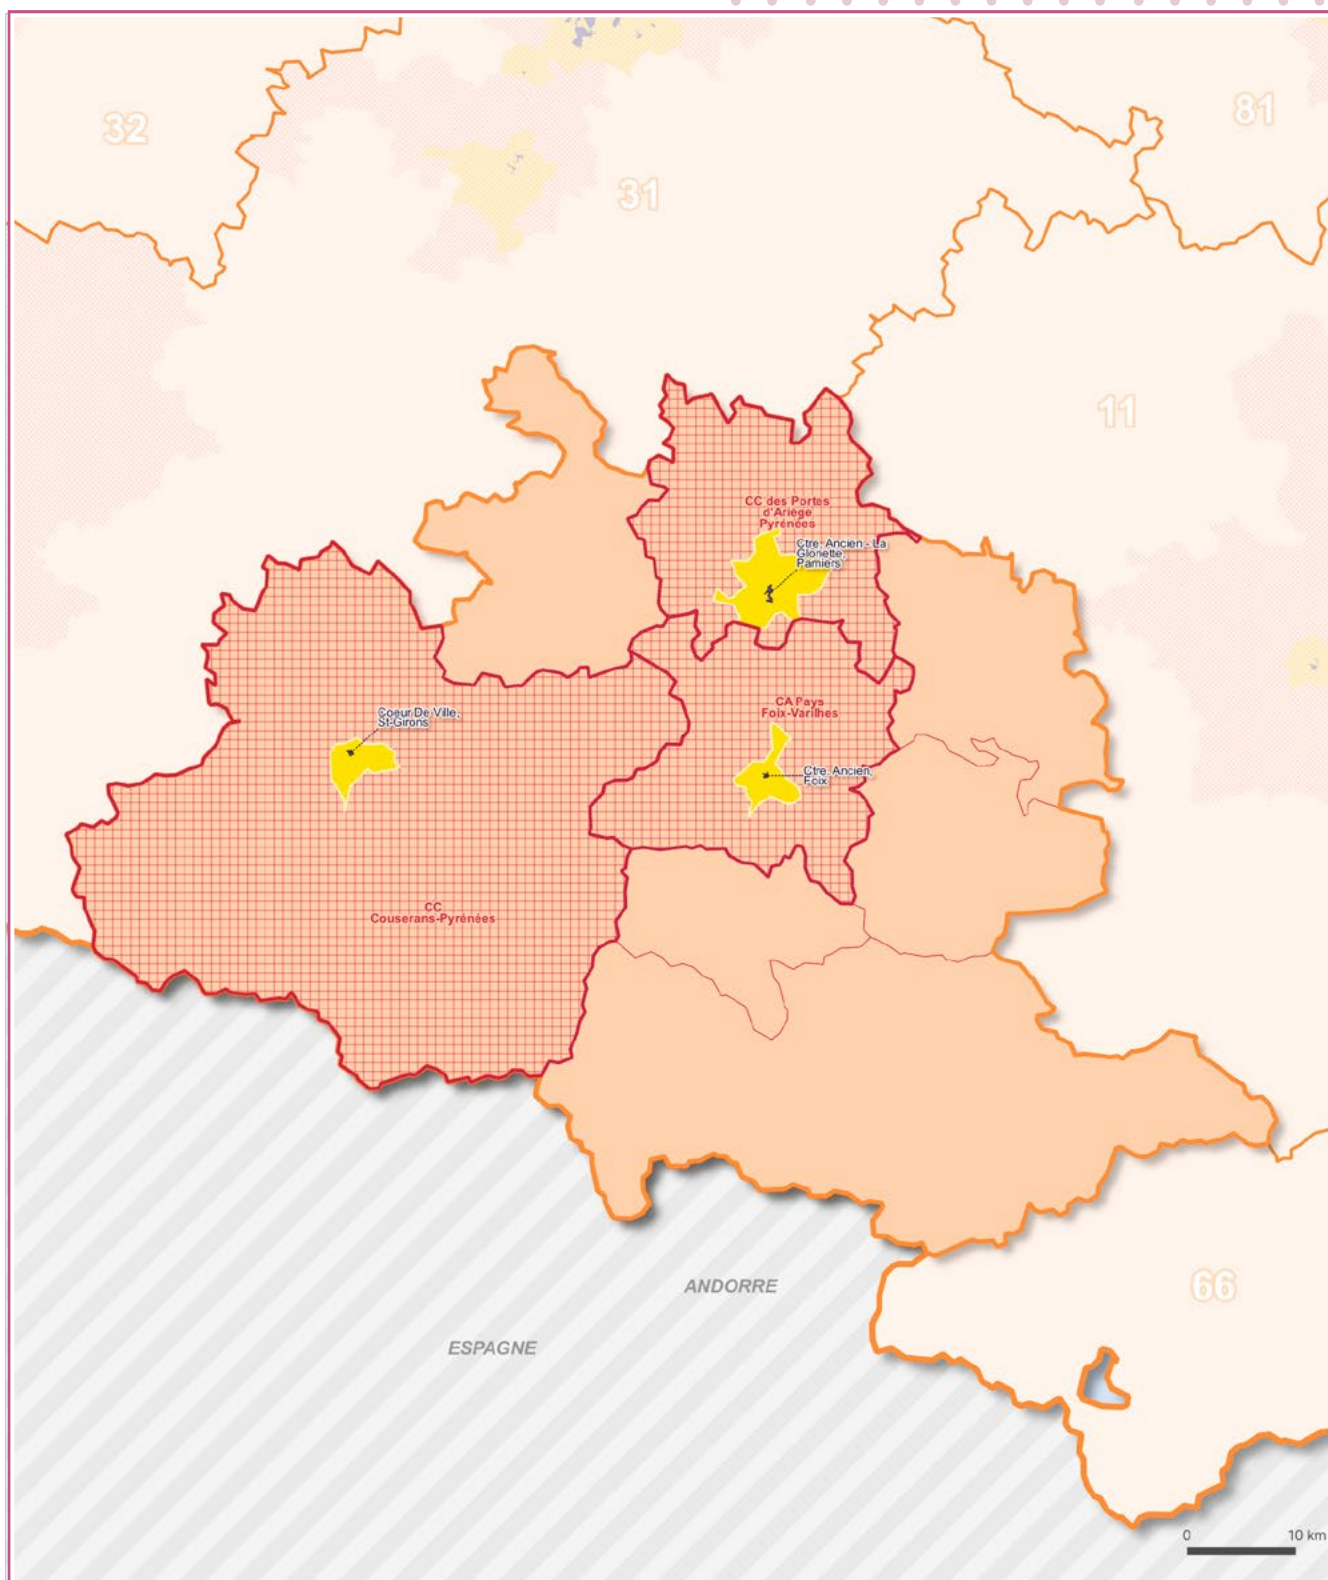 32
81
31
11
CC des Portes
d'Ariège
Pyrénées
Ctre. Ancien - La
Gloriette,
Pamiers
CA Pays
Foix-Varilhes
Coeur De Ville,
St-Girons
Ctre. Ancien,
Foix
CC
Couserans-Pyrénées
ANDORRE
66
ESPAGNE
0 10 km